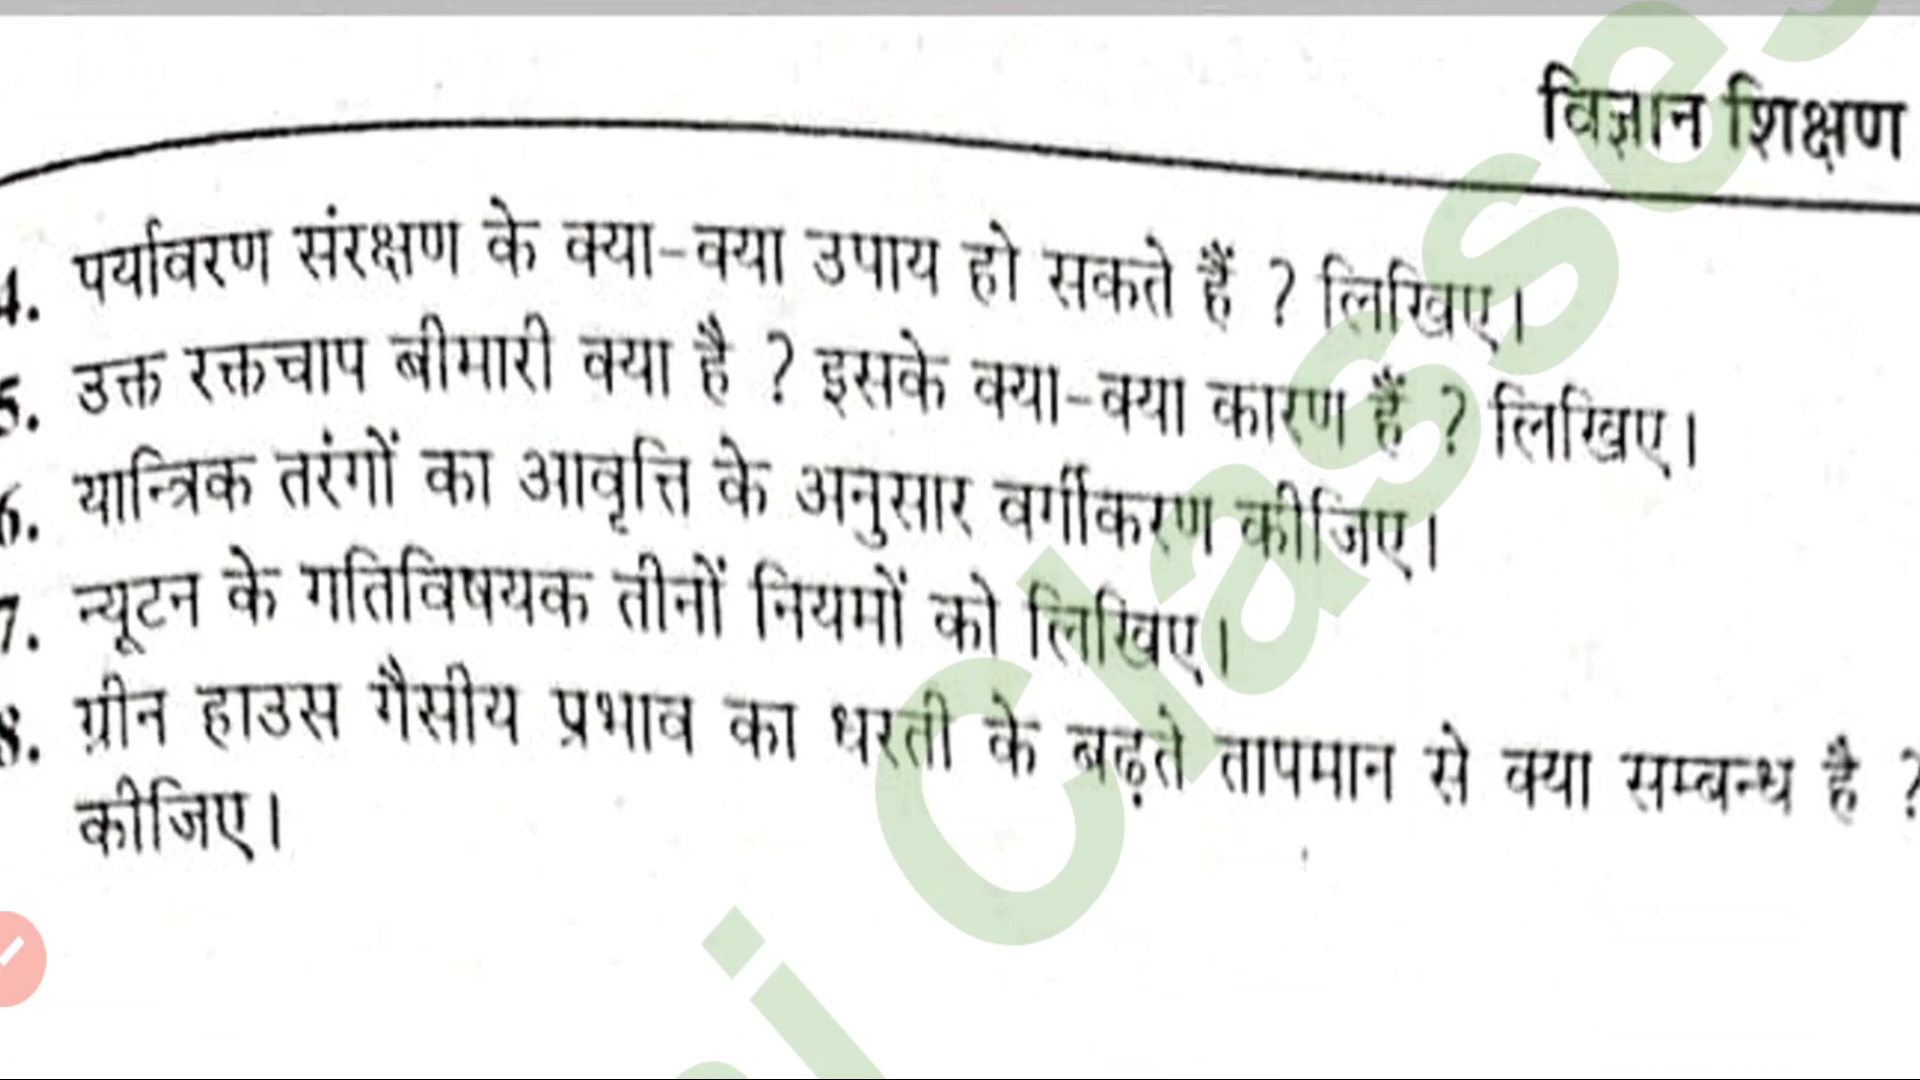 विज्ञान शिक्षण
4. पर्यावरण संरक्षण के क्या-क्या उपाय हो सकते हैं ? लिखिए।
5. उक्त रक्तचाप बीमारी क्या है ? इसके क्या-क्या कारण हैं ? लिखिए।
6. यान्त्रिक तरंगों का आवृत्ति के अनुसार वर्गीकरण कीजिए।
7. न्यूटन के गतिविषयक तीनों नियमों को लिखिए।
8. ग्रीन हाउस गैसीय प्रभाव का धरती के बढ़ते तापमान से क्या सम्बन्ध है ?
कीजिए।
i Classes